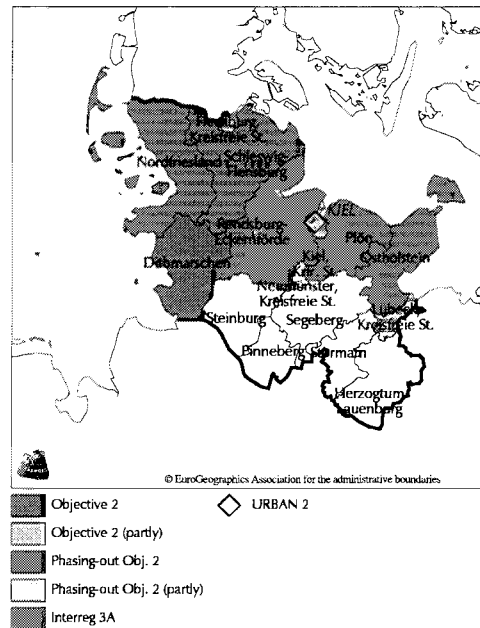 Flensburg,
Kreisfreie St.
Nordfriesland
Schleswig-
Flensburg
KIEL
Rendsburg-
Eckernförde
Plön
Dithmarschen
Kiel,
Krfr. St.
Ostholstein
Neumünster,
Kreisfreie St.
Lübeck
Kreisfreie St.
Steinburg
Segeberg
Pinneberg
Stormarn
Herzogtum
Lauenburg
© EuroGeographics Association for the administrative boundaries
Objective 2
URBAN 2
Objective 2 (partly)
Phasing-out Obj. 2
Phasing-out Obj. 2 (partly)
Interreg 3A